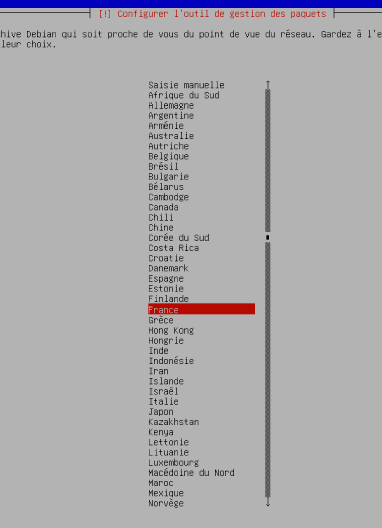 [!] Configurer l'outil de gestion des paquets
hive Debian qui soit proche de vous du point de vue du réseau. Gardez à l'e
leur choix.
Saisie manuelle
Afrique du Sud
Allemagne
Argentine
Arménie
Australie
Autriche
Belgique
Brésil
Bulgarie
Bélarus
Cambodge
Canada
Chili
Chine
Corée du Sud
Costa Rica
Croatie
Danemark
Espagne
Estonie
Finlande
France
Grèce
Hong Kong
Hongrie
Inde
Indonésie
Iran
Islande
Israël
Italie
Japon
Kazakhstan
Kenya
Lettonie
Lituanie
Luxembourg
Macédoine du Nord
Maroc
Mexique
Norvège